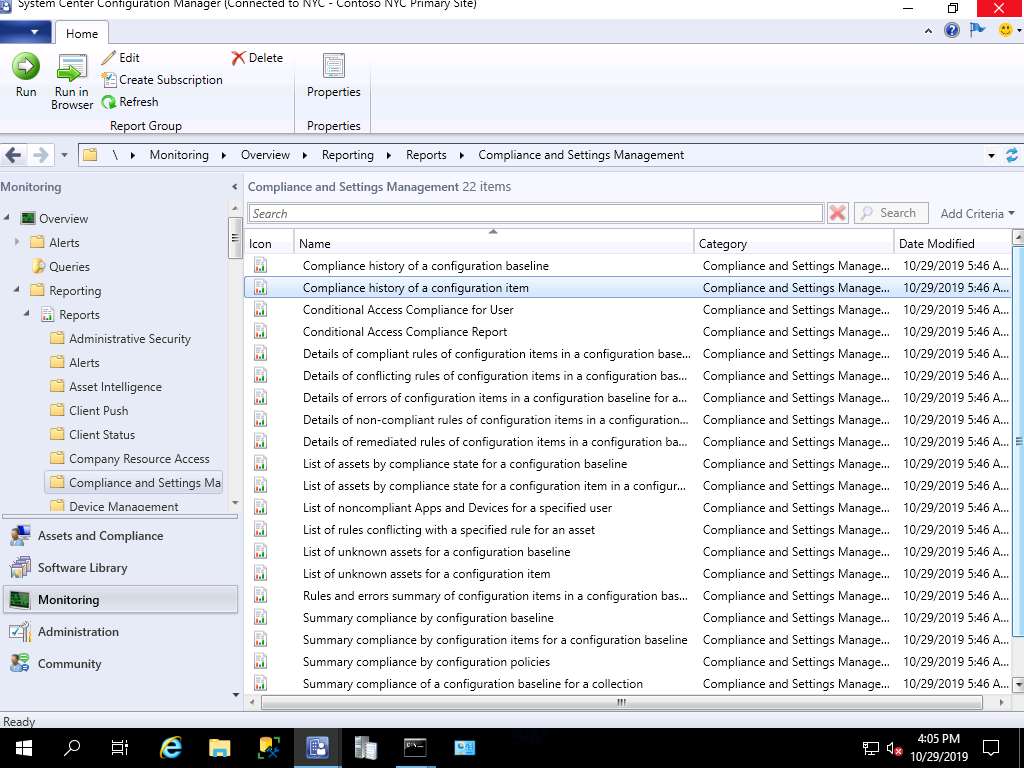 System Center Configuration Manager (Connected to NYC - Contoso NYC Primary Site)
Home
Run
Run in Browser
Edit
Create Subscription
Refresh
Delete
Properties
Report Group
Properties
\ Monitoring Overview Reporting Reports Compliance and Settings Management
Monitoring
Overview
Alerts
Queries
Reporting
Reports
Administrative Security
Alerts
Asset Intelligence
Client Push
Client Status
Company Resource Access
Compliance and Settings Ma
Device Management
Assets and Compliance
Software Library
Monitoring
Administration
Community
Compliance and Settings Management 22 items
Search Search Add Criteria
Icon Name Category Date Modified
Compliance history of a configuration baseline Compliance and Settings Manage... 10/29/2019 5:46 A...
Compliance history of a configuration item Compliance and Settings Manage... 10/29/2019 5:46 A...
Conditional Access Compliance for User Compliance and Settings Manage... 10/29/2019 5:46 A...
Conditional Access Compliance Report Compliance and Settings Manage... 10/29/2019 5:46 A...
Details of compliant rules of configuration items in a configuration base... Compliance and Settings Manage... 10/29/2019 5:46 A...
Details of conflicting rules of configuration items in a configuration bas... Compliance and Settings Manage... 10/29/2019 5:46 A...
Details of errors of configuration items in a configuration baseline for a... Compliance and Settings Manage... 10/29/2019 5:46 A...
Details of non-compliant rules of configuration items in a configuration... Compliance and Settings Manage... 10/29/2019 5:46 A...
Details of remediated rules of configuration items in a configuration ba... Compliance and Settings Manage... 10/29/2019 5:46 A...
List of assets by compliance state for a configuration baseline Compliance and Settings Manage... 10/29/2019 5:46 A...
List of assets by compliance state for a configuration item in a configur... Compliance and Settings Manage... 10/29/2019 5:46 A...
List of noncompliant Apps and Devices for a specified user Compliance and Settings Manage... 10/29/2019 5:46 A...
List of rules conflicting with a specified rule for an asset Compliance and Settings Manage... 10/29/2019 5:46 A...
List of unknown assets for a configuration baseline Compliance and Settings Manage... 10/29/2019 5:46 A...
List of unknown assets for a configuration item Compliance and Settings Manage... 10/29/2019 5:46 A...
Rules and errors summary of configuration items in a configuration bas... Compliance and Settings Manage... 10/29/2019 5:46 A...
Summary compliance by configuration baseline Compliance and Settings Manage... 10/29/2019 5:46 A...
Summary compliance by configuration items for a configuration baseline Compliance and Settings Manage... 10/29/2019 5:46 A...
Summary compliance by configuration policies Compliance and Settings Manage... 10/29/2019 5:46 A...
Summary compliance of a configuration baseline for a collection Compliance and Settings Manage... 10/29/2019 5:46 A...
Ready
4:05 PM
10/29/2019